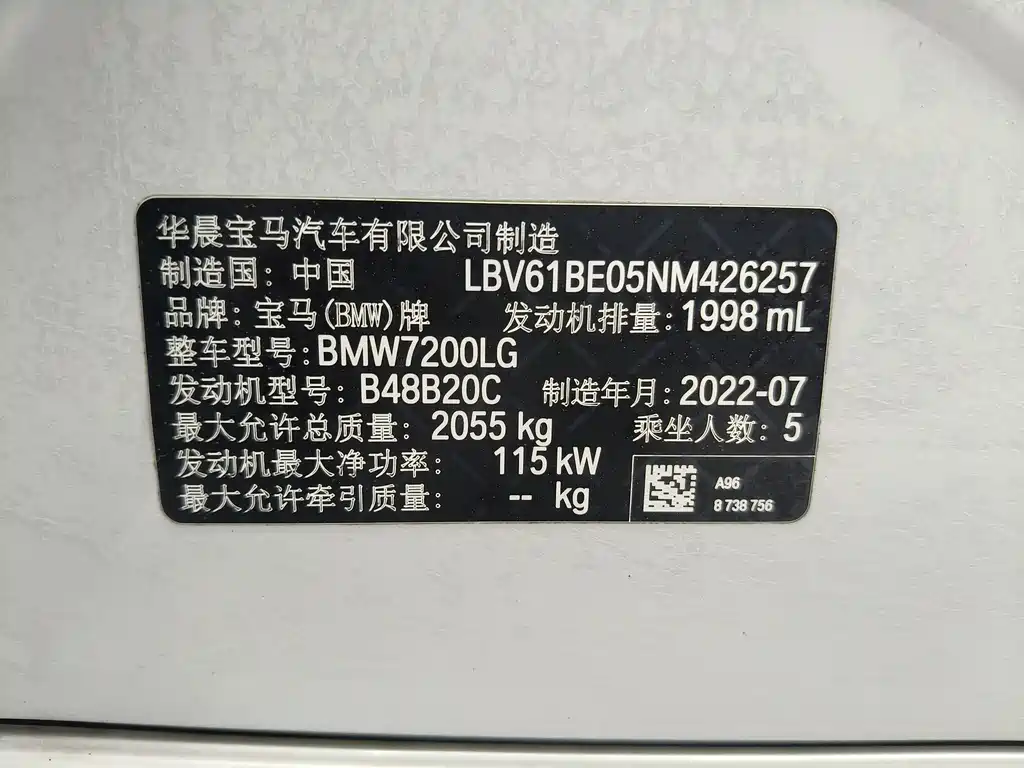 华晨宝马汽车有限公司制造
制造国：中国 LBV61BE05NM426257
品牌：宝马(BMW)牌 发动机排量：1998 mL
整车型号：BMW7200LG
发动机型号：B48B20C 制造年月：2022-07
最大允许总质量：2055 kg 乘坐人数：5
发动机最大净功率：115 kW
最大允许牵引质量：-- kg
A96
8 738 756